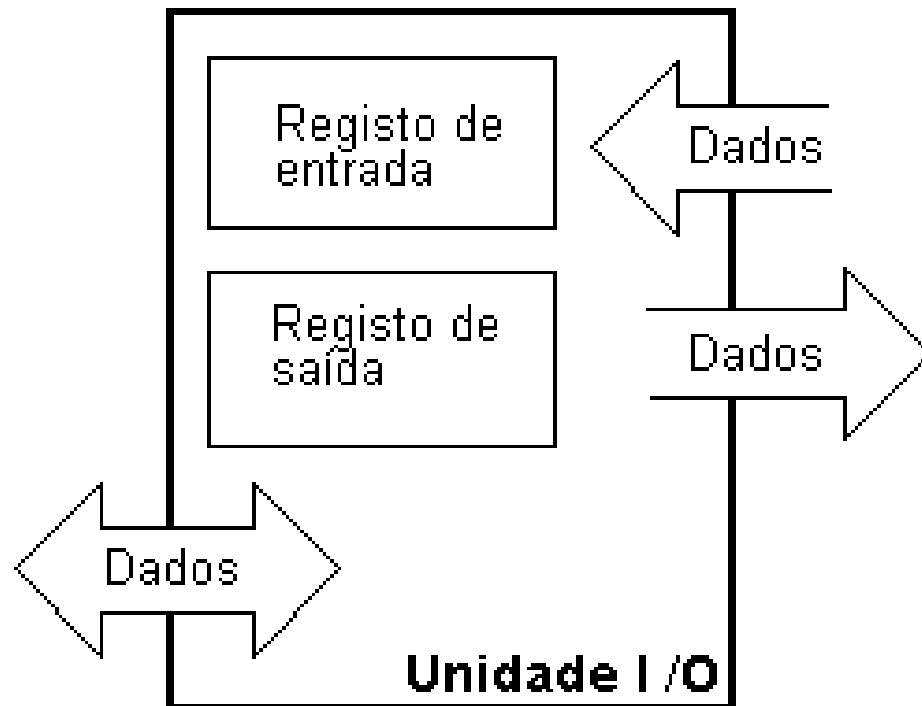 Registo de
entrada
Dados
Registo de
saída
Dados
Dados
Unidade I /O